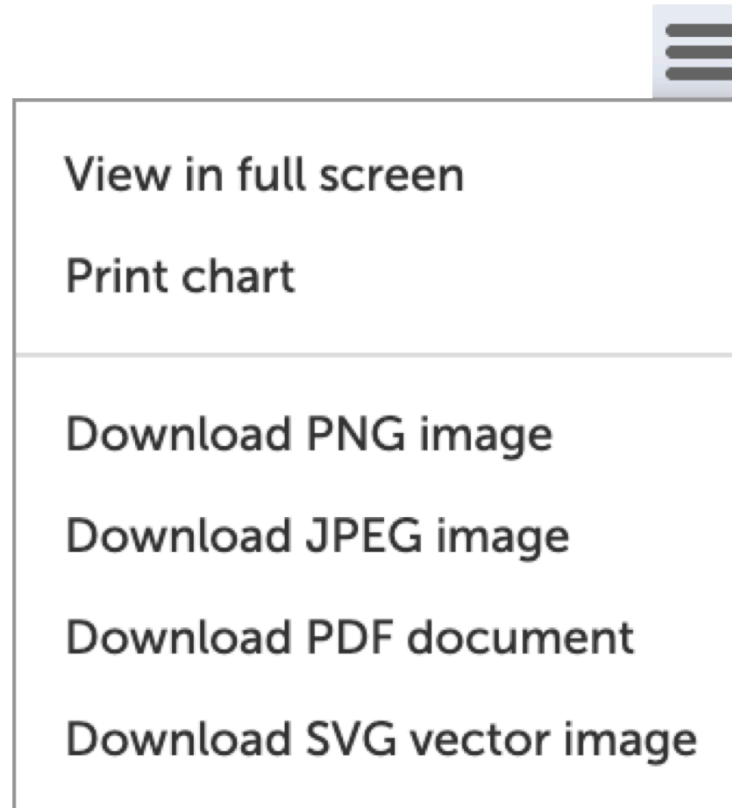 View in full screen
Print chart
Download PNG image
Download JPEG image
Download PDF document
Download SVG vector image